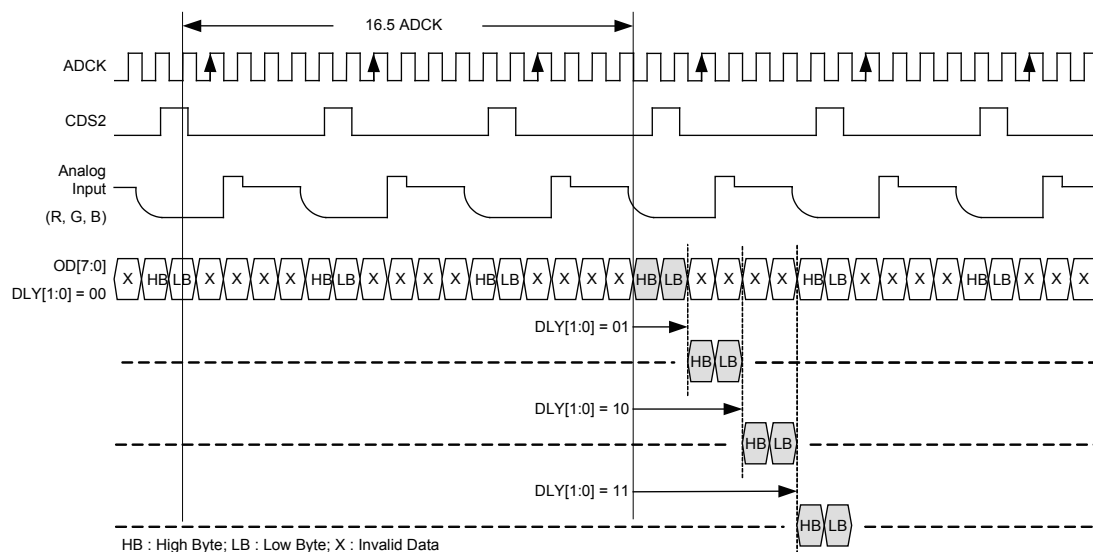 16.5 ADCK
ADCK
CDS2
Analog
Input
(R, G, B)
OD[7:0]
X HB LB X X X X HB LB X X X X HB LB X X X X HB LB X X X X HB LB X X X X HB LB X X X
DLY[1:0] = 00
DLY[1:0] = 01
HB LB
DLY[1:0] = 10
HB LB
DLY[1:0] = 11
HB LB
HB : High Byte; LB : Low Byte; X : Invalid Data